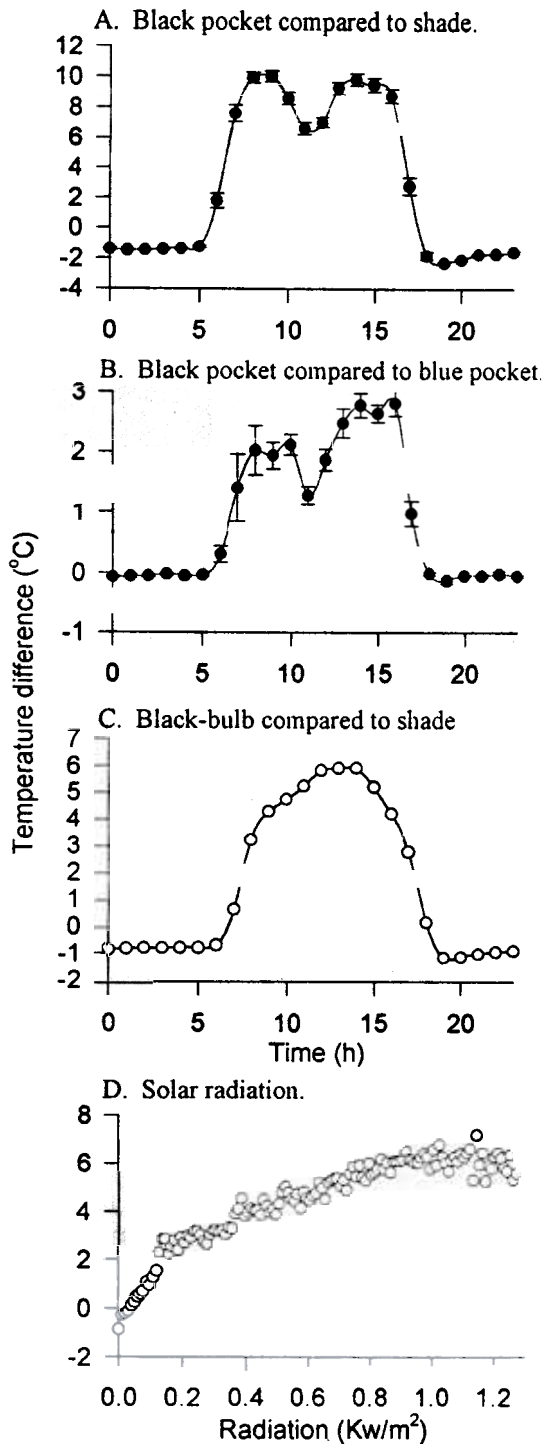 A. Black pocket compared to shade.
12
10
8
6
4
2
0
-2
-4
0 5 10 15 20
B. Black pocket compared to blue pocket.
3
2
1
0
-1
0 5 10 15 20
Temperature difference (°C)
C. Black-bulb compared to shade
7
6
5
4
3
2
1
0
-1
-2
0 5 10 15 20
Time (h)
D. Solar radiation.
8
6
4
2
0
-2
0.0 0.2 0.4 0.6 0.8 1.0 1.2
Radiation (Kw/m²)